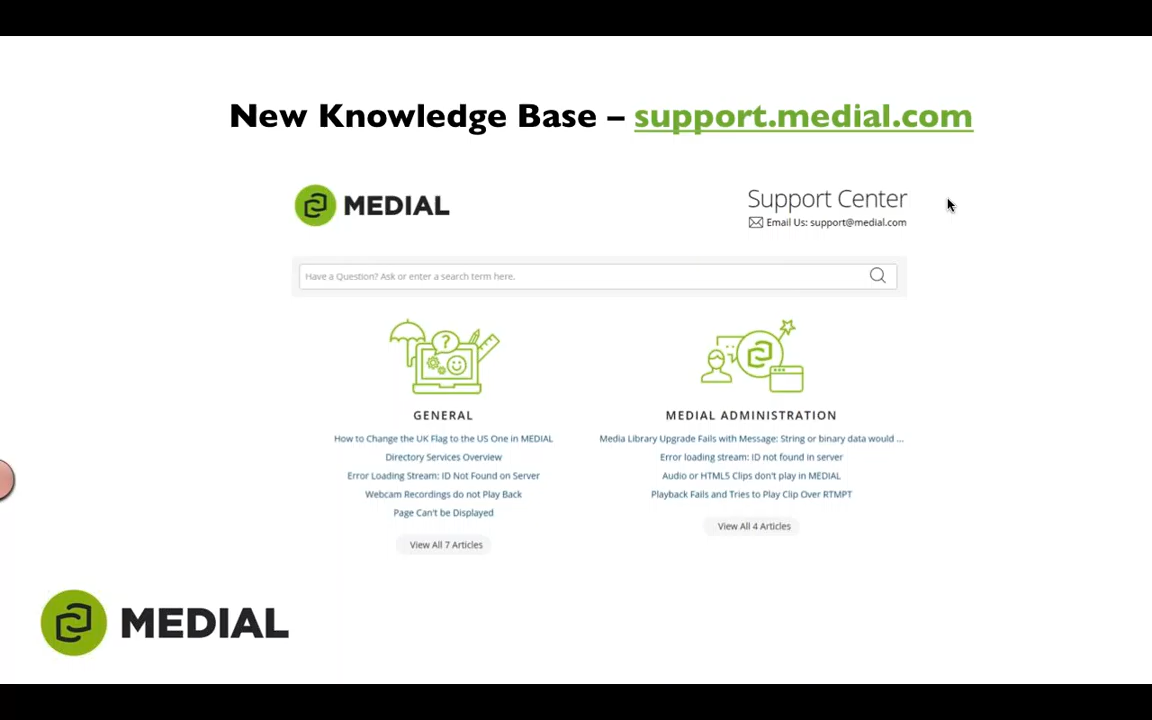 New Knowledge Base – support.medial.com
MEDIAL
Support Center
Email Us: support@medial.com
Have a Question? Ask or enter a search term here.
?
GENERAL
How to Change the UK Flag to the US One in MEDIAL
Directory Services Overview
Error Loading Stream: ID Not Found on Server
Webcam Recordings do not Play Back
Page Can't be Displayed
View All 7 Articles
MEDIAL ADMINISTRATION
Media Library Upgrade Fails with Message: String or binary data would ...
Error loading stream: ID not found in server
Audio or HTML5 Clips don't play in MEDIAL
Playback Fails and Tries to Play Clip Over RTMPT
View All 4 Articles
MEDIAL